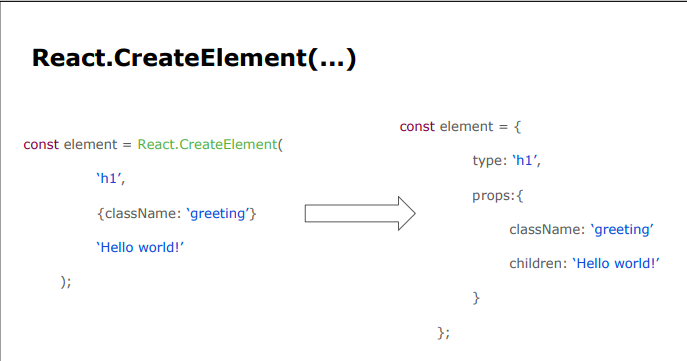 React.CreateElement(...)
const element = React.CreateElement(
‘h1’,
{className: ‘greeting’}
‘Hello world!’
);
const element = {
type: ‘h1’,
props:{
className: ‘greeting’
children: ‘Hello world!’
}
};